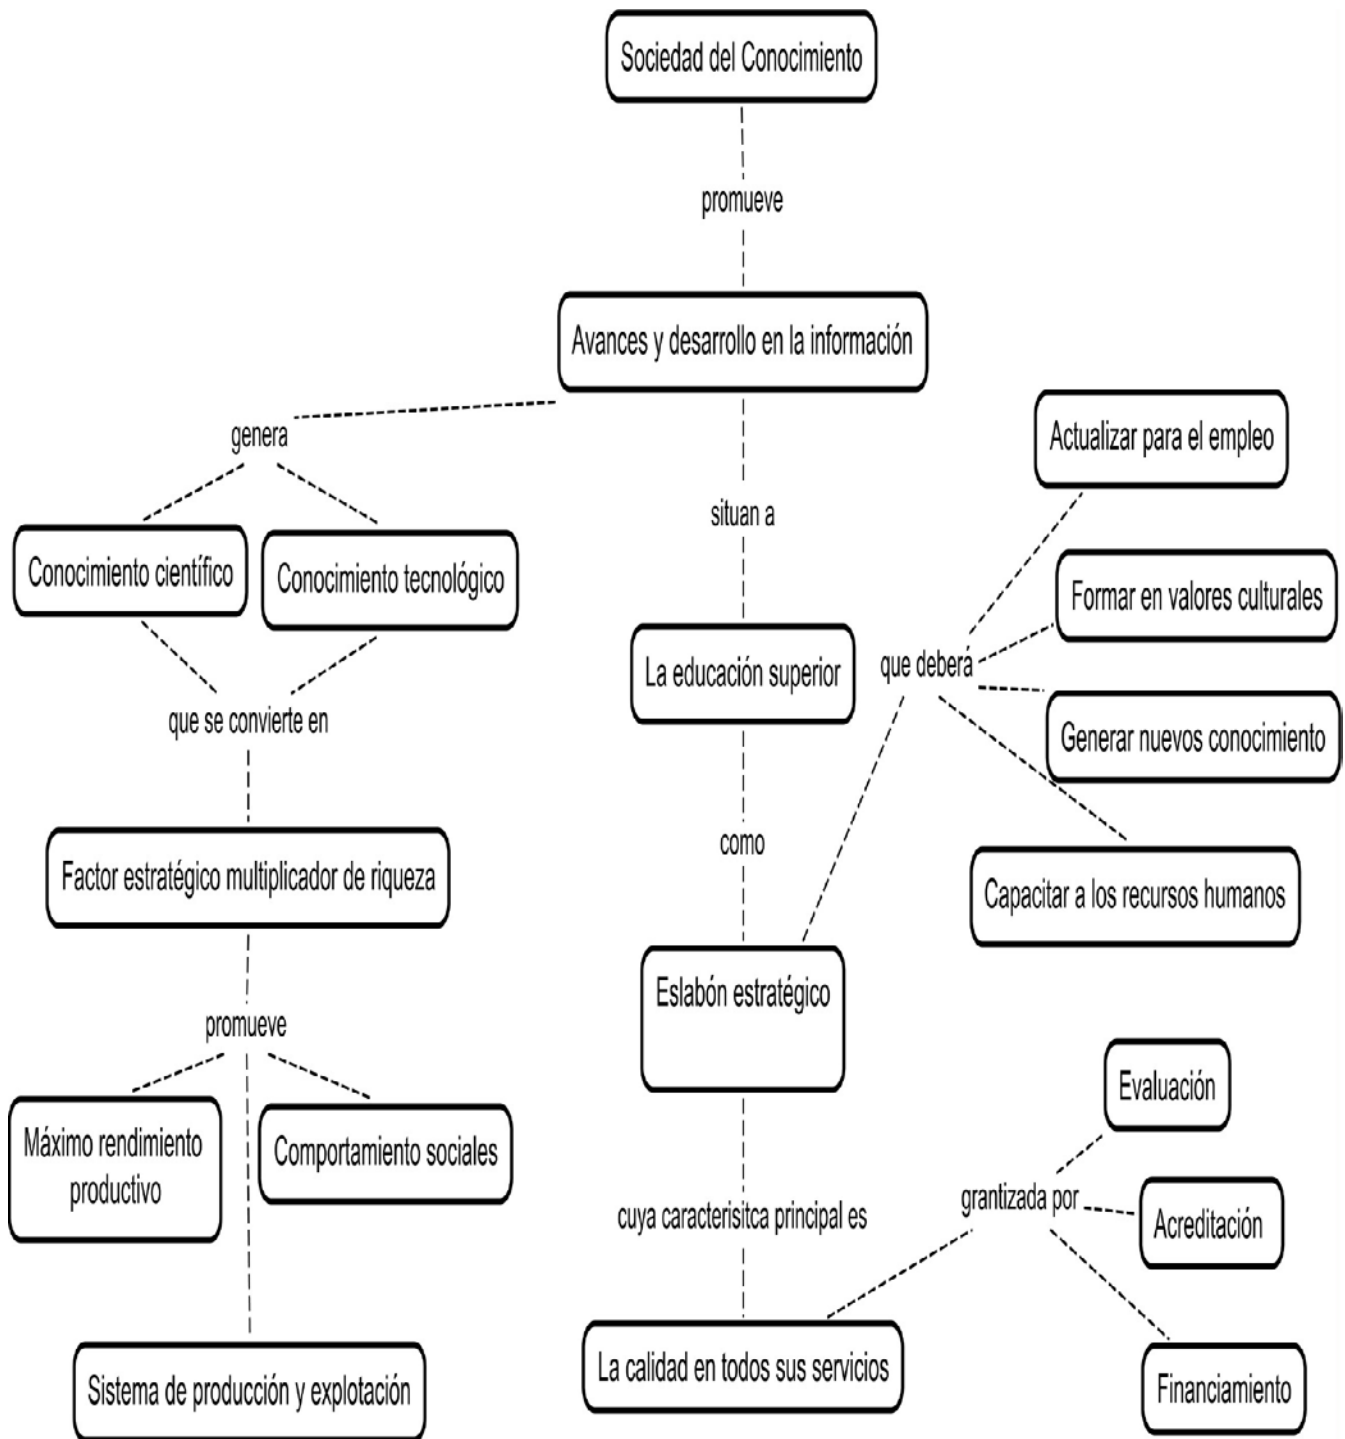 Sociedad del Conocimiento
promueve
Avances y desarrollo en la información
genera
Conocimiento científico
Conocimiento tecnológico
que se convierte en
Factor estratégico multiplicador de riqueza
promueve
Máximo rendimiento
productivo
Comportamiento sociales
Sistema de producción y explotación
situan a
La educación superior
como
Eslabón estratégico
que deberá
Actualizar para el empleo
Formar en valores culturales
Generar nuevos conocimiento
Capacitar a los recursos humanos
cuya caracterisitca principal es
La calidad en todos sus servicios
grantizada por
Evaluación
Acreditación
Financiamiento